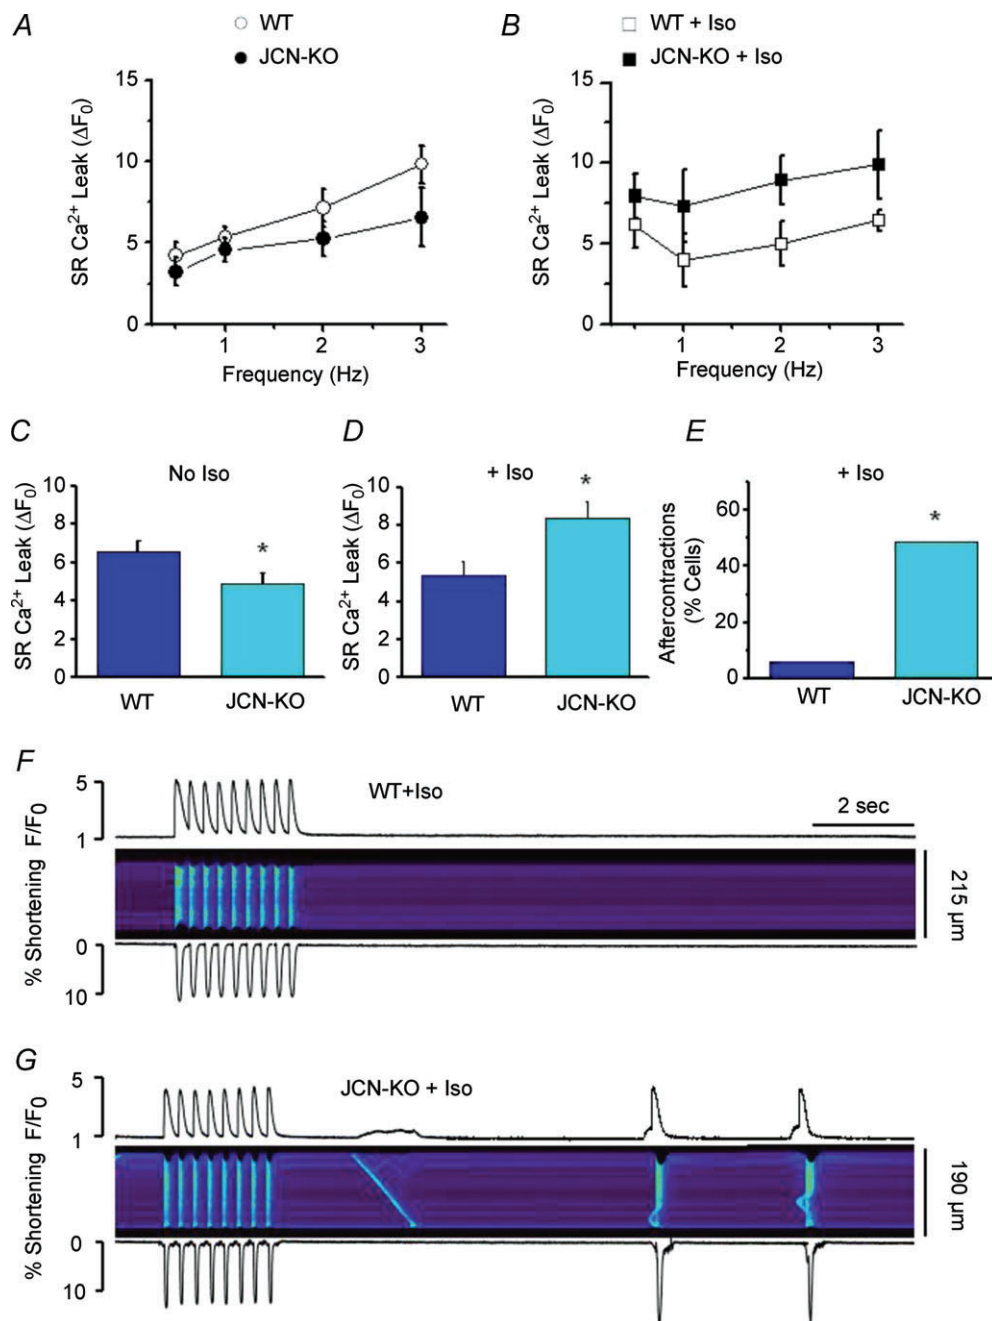 A
WT
JCN-KO
SR Ca²⁺ Leak (ΔF₀)
15
10
5
0
1 2 3
Frequency (Hz)
B
WT + Iso
JCN-KO + Iso
SR Ca²⁺ Leak (ΔF₀)
15
10
5
0
1 2 3
Frequency (Hz)
C
No Iso
SR Ca²⁺ Leak (ΔF₀)
10
8
6
4
2
0
*
WT JCN-KO
D
+ Iso
SR Ca²⁺ Leak (ΔF₀)
10
8
6
4
2
0
*
WT JCN-KO
E
+ Iso
Aftercontractions
(% Cells)
60
40
20
0
*
WT JCN-KO
F
WT+Iso
2 sec
F/F₀
5
1
215 µm
% Shortening
0
10
G
JCN-KO + Iso
F/F₀
5
1
190 µm
% Shortening
0
10